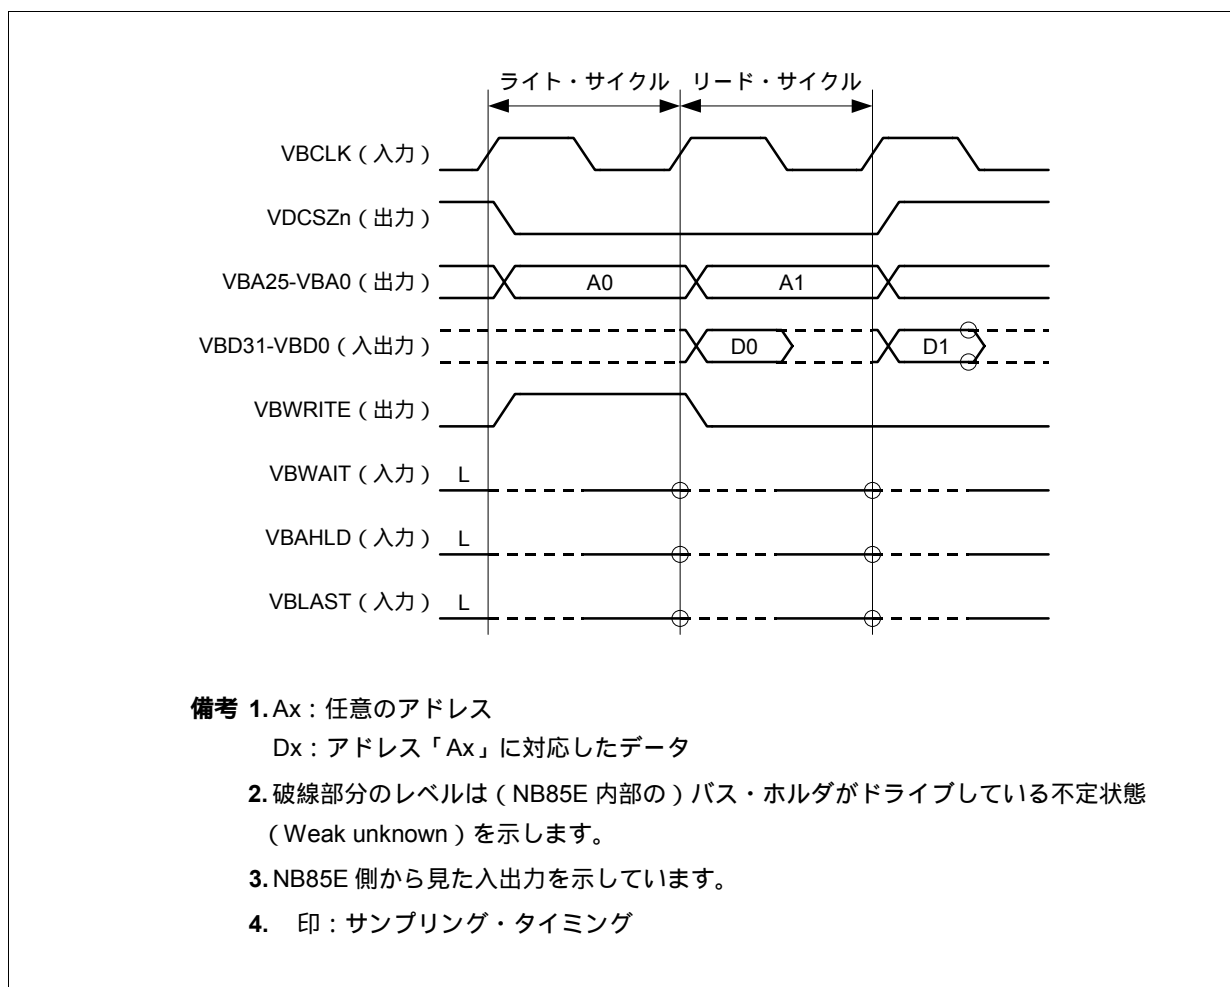 ライト・サイクル リード・サイクル
VBCLK（入力）
VDCSZn（出力）
VBA25-VBA0（出力） A0 A1
VBD31-VBD0（入出力） D0 D1
VBWRITE（出力）
VBWAIT（入力） L
VBAHLD（入力） L
VBLAST（入力） L
備考 1. Ax：任意のアドレス
Dx：アドレス「Ax」に対応したデータ
2. 破線部分のレベルは（NB85E 内部の）バス・ホルダがドライブしている不定状態
（Weak unknown）を示します。
3. NB85E 側から見た入出力を示しています。
4. 印：サンプリング・タイミング